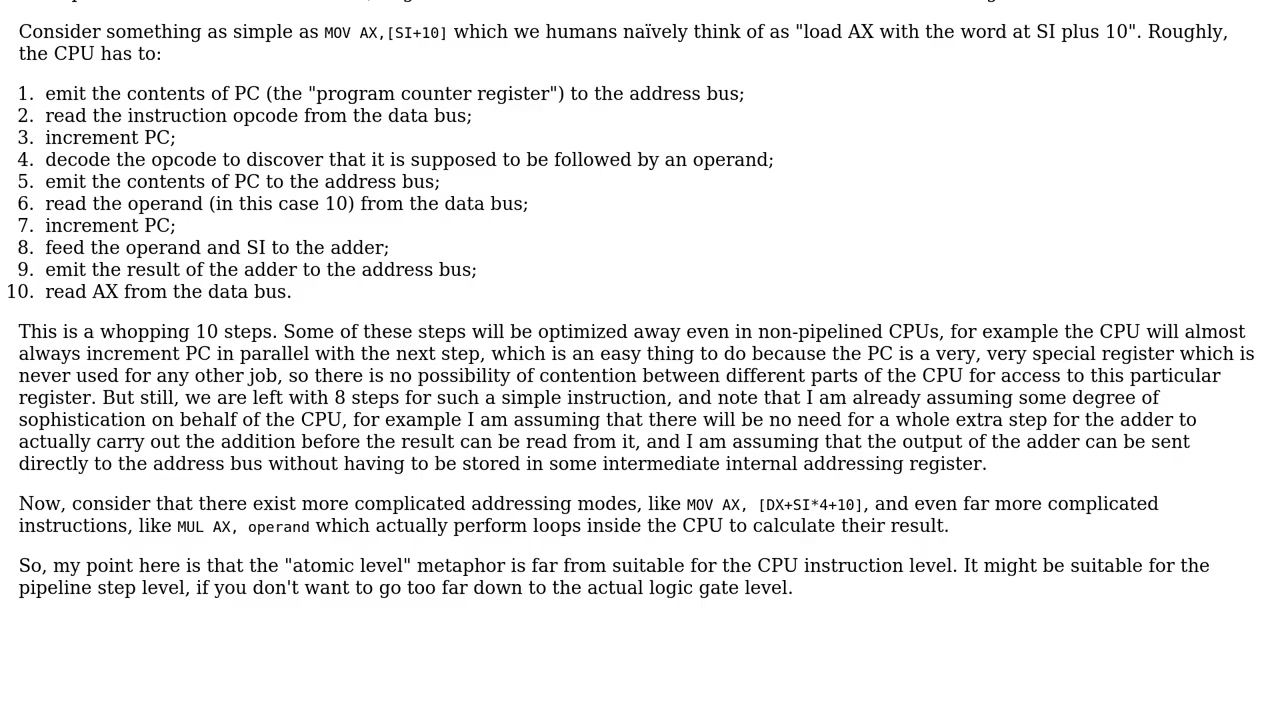 Consider something as simple as MOV AX,[SI+10] which we humans naïvely think of as "load AX with the word at SI plus 10". Roughly,
the CPU has to:
1. emit the contents of PC (the "program counter register") to the address bus;
2. read the instruction opcode from the data bus;
3. increment PC;
4. decode the opcode to discover that it is supposed to be followed by an operand;
5. emit the contents of PC to the address bus;
6. read the operand (in this case 10) from the data bus;
7. increment PC;
8. feed the operand and SI to the adder;
9. emit the result of the adder to the address bus;
10. read AX from the data bus.
This is a whopping 10 steps. Some of these steps will be optimized away even in non-pipelined CPUs, for example the CPU will almost
always increment PC in parallel with the next step, which is an easy thing to do because the PC is a very, very special register which is
never used for any other job, so there is no possibility of contention between different parts of the CPU for access to this particular
register. But still, we are left with 8 steps for such a simple instruction, and note that I am already assuming some degree of
sophistication on behalf of the CPU, for example I am assuming that there will be no need for a whole extra step for the adder to
actually carry out the addition before the result can be read from it, and I am assuming that the output of the adder can be sent
directly to the address bus without having to be stored in some intermediate internal addressing register.
Now, consider that there exist more complicated addressing modes, like MOV AX, [DX+SI*4+10], and even far more complicated
instructions, like MUL AX, operand which actually perform loops inside the CPU to calculate their result.
So, my point here is that the "atomic level" metaphor is far from suitable for the CPU instruction level. It might be suitable for the
pipeline step level, if you don't want to go too far down to the actual logic gate level.